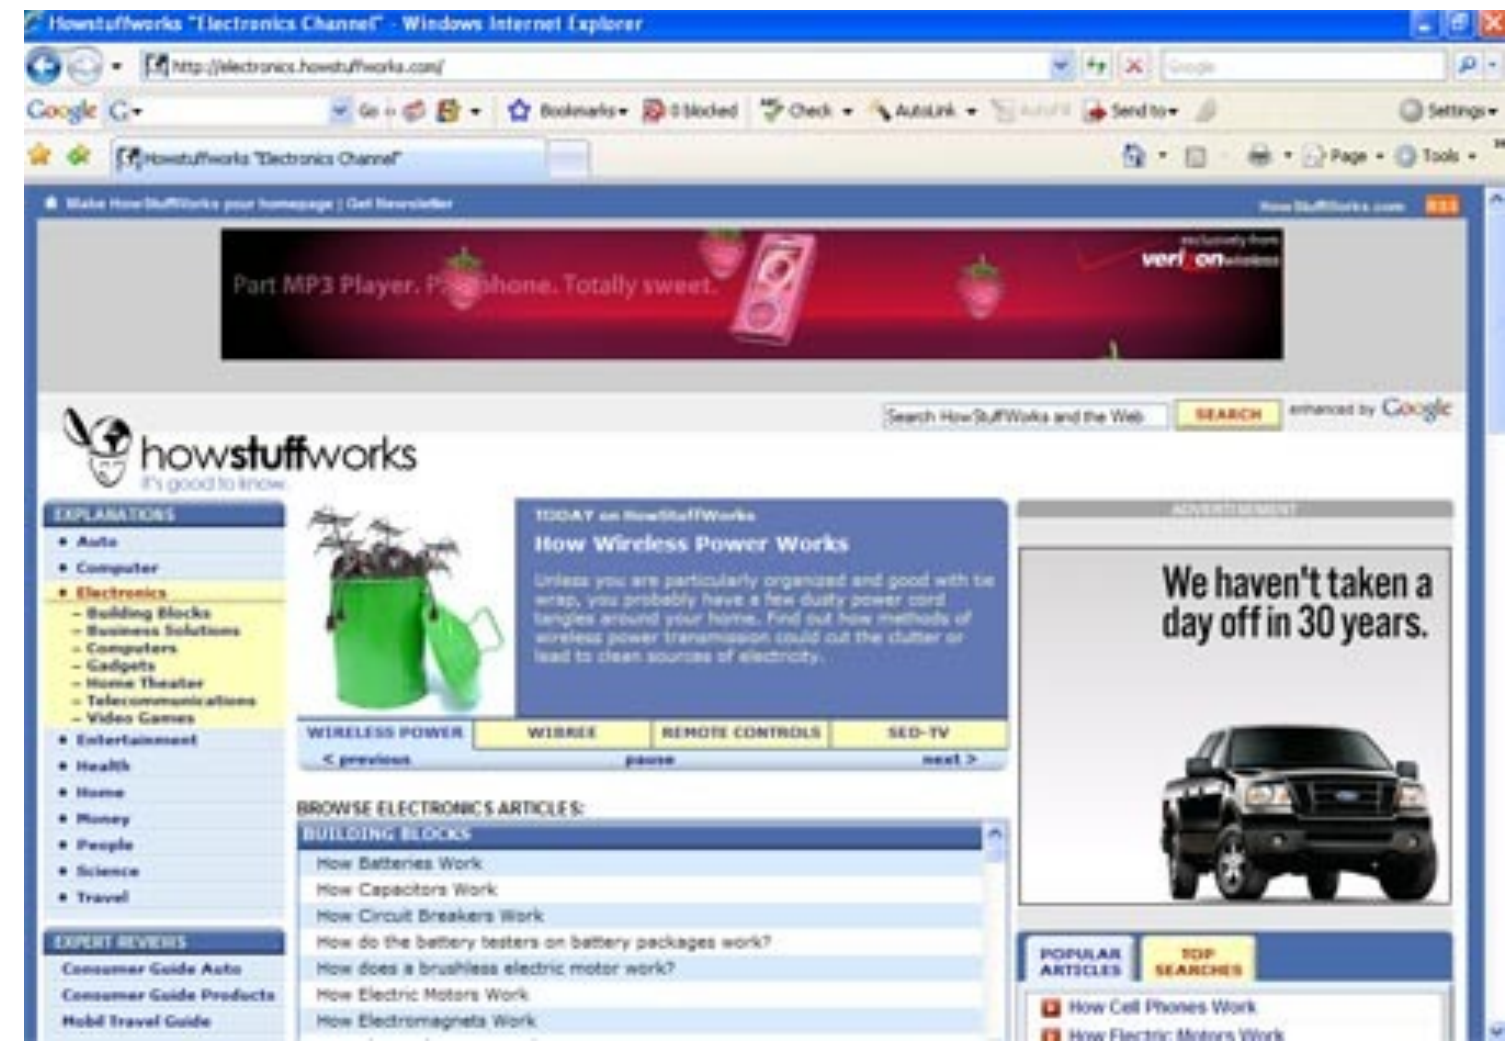 Howstuffworks "Electronics Channel" - Windows Internet Explorer
http://electronics.howstuffworks.com/
Google
Google G
Go
Bookmarks
0 blocked
Check
AutoLink
AutoFill
Send to
Settings
Howstuffworks "Electronics Channel"
Page
Tools
Make HowStuffWorks your homepage | Get Newsletter
HowStuffWorks.com
RSS
Part MP3 Player. phone. Totally sweet.
exclusively from
verizon wireless
Search HowStuffWorks and the Web
SEARCH
enhanced by Google
howstuffworks
It's good to know
EXPLANATIONS
• Auto
• Computer
• Electronics
– Building Blocks
– Business Solutions
– Computers
– Gadgets
– Home Theater
– Telecommunications
– Video Games
• Entertainment
• Health
• Home
• Money
• People
• Science
• Travel
EXPERT REVIEWS
Consumer Guide Auto
Consumer Guide Products
Mobil Travel Guide
TODAY on HowStuffWorks
How Wireless Power Works
Unless you are particularly organized and good with tie
wrap, you probably have a few dusty power cord
tangles around your home. Find out how methods of
wireless power transmission could cut the clutter or
lead to clean sources of electricity.
WIRELESS POWER
WIBREE
REMOTE CONTROLS
SED-TV
< previous
pause
next >
BROWSE ELECTRONICS ARTICLES:
BUILDING BLOCKS
How Batteries Work
How Capacitors Work
How Circuit Breakers Work
How do the battery testers on battery packages work?
How does a brushless electric motor work?
How Electric Motors Work
How Electromagnets Work
ADVERTISEMENT
We haven't taken a
day off in 30 years.
POPULAR
ARTICLES
TOP
SEARCHES
How Cell Phones Work
How Electric Motors Work